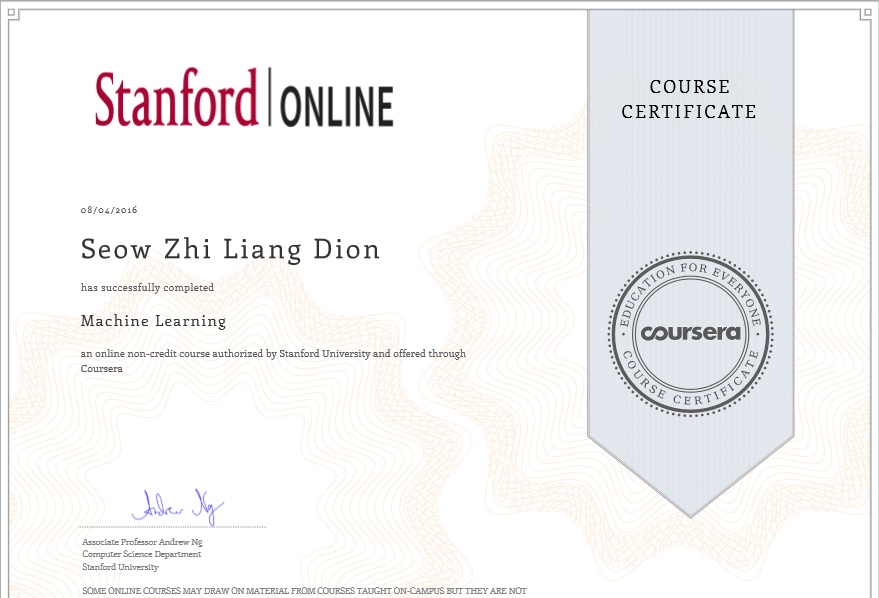 Stanford | ONLINE
COURSE
CERTIFICATE
08/04/2016
Seow Zhi Liang Dion
has successfully completed
Machine Learning
an online non-credit course authorized by Stanford University and offered through
Coursera
EDUCATION FOR EVERYONE
coursera
COURSE CERTIFICATE
Andrew Ng
Associate Professor Andrew Ng
Computer Science Department
Stanford University
SOME ONLINE COURSES MAY DRAW ON MATERIAL FROM COURSES TAUGHT ON-CAMPUS BUT THEY ARE NOT